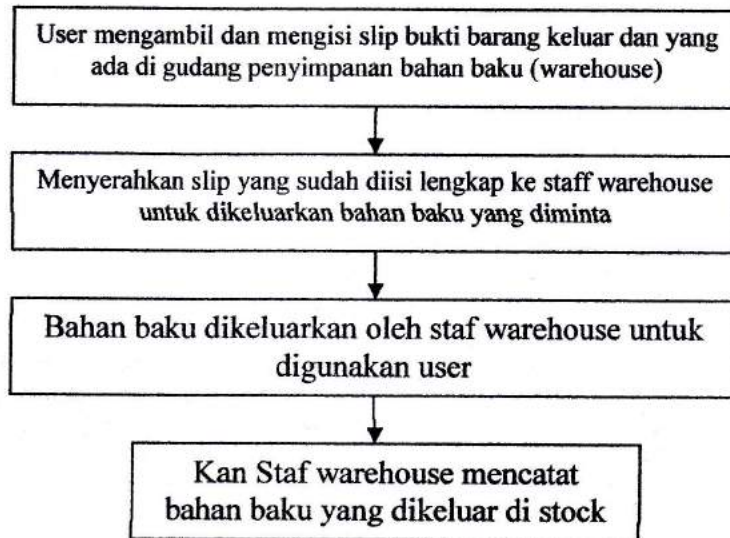 User mengambil dan mengisi slip bukti barang keluar dan yang
ada di gudang penyimpanan bahan baku (warehouse)
Menyerahkan slip yang sudah diisi lengkap ke staff warehouse
untuk dikeluarkan bahan baku yang diminta
Bahan baku dikeluarkan oleh staf warehouse untuk
digunakan user
Kan Staf warehouse mencatat
bahan baku yang dikeluar di stock